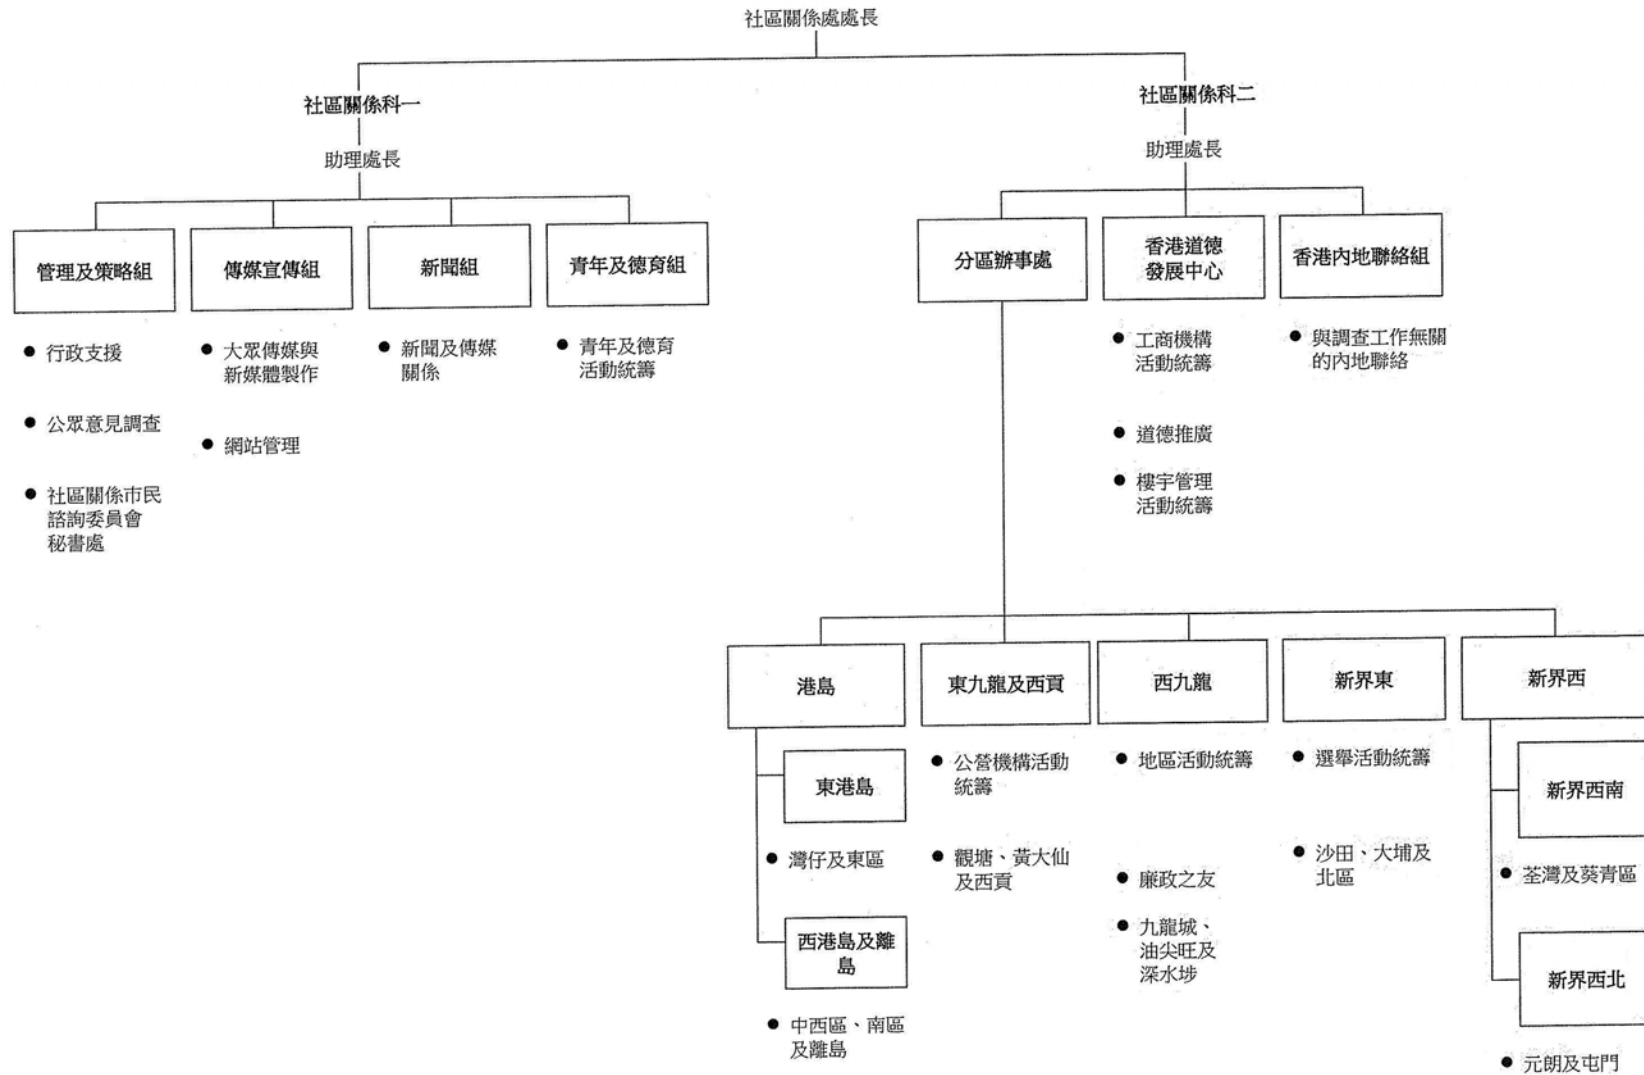 社區關係處處長
社區關係科一
助理處長
管理及策略組
● 行政支援
● 公眾意見調查
● 社區關係市民
諮詢委員會
秘書處
傳媒宣傳組
● 大眾傳媒與
新媒體製作
● 網站管理
新聞組
● 新聞及傳媒
關係
青年及德育組
● 青年及德育
活動統籌
社區關係科二
助理處長
分區辦事處
香港道德
發展中心
● 工商機構
活動統籌
● 道德推廣
● 樓宇管理
活動統籌
香港內地聯絡組
● 與調查工作無關
的內地聯絡
港島
東港島
● 灣仔及東區
西港島及離
島
● 中西區、南區
及離島
東九龍及西貢
● 公營機構活動
統籌
● 觀塘、黃大仙
及西貢
西九龍
● 地區活動統籌
● 廉政之友
● 九龍城、
油尖旺及
深水埗
新界東
● 選舉活動統籌
● 沙田、大埔及
北區
新界西
新界西南
● 荃灣及葵青區
新界西北
● 元朗及屯門